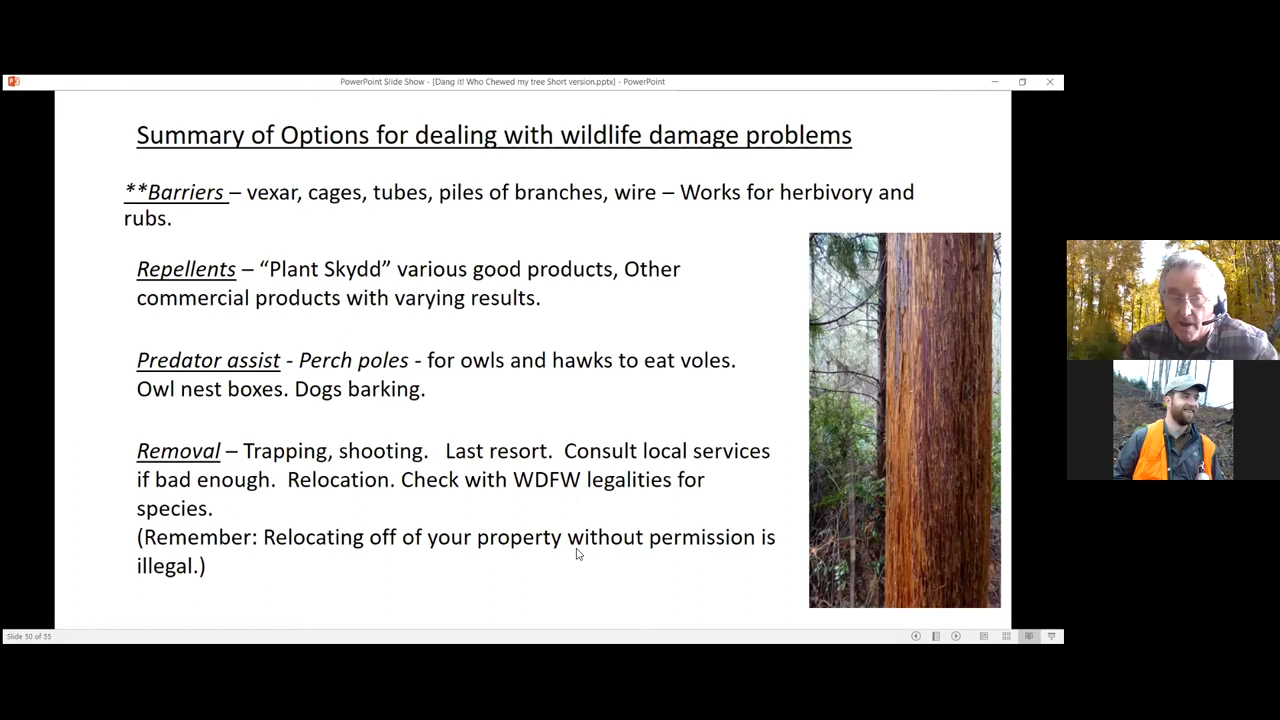 PowerPoint Slide Show - [Dang it! Who Chewed my tree Short version.pptx] - PowerPoint
Summary of Options for dealing with wildlife damage problems
**Barriers – vexar, cages, tubes, piles of branches, wire – Works for herbivory and
rubs.
Repellents – “Plant Skydd” various good products, Other
commercial products with varying results.
Predator assist - Perch poles - for owls and hawks to eat voles.
Owl nest boxes. Dogs barking.
Removal – Trapping, shooting. Last resort. Consult local services
if bad enough. Relocation. Check with WDFW legalities for
species.
(Remember: Relocating off of your property without permission is
illegal.)
Slide 50 of 55